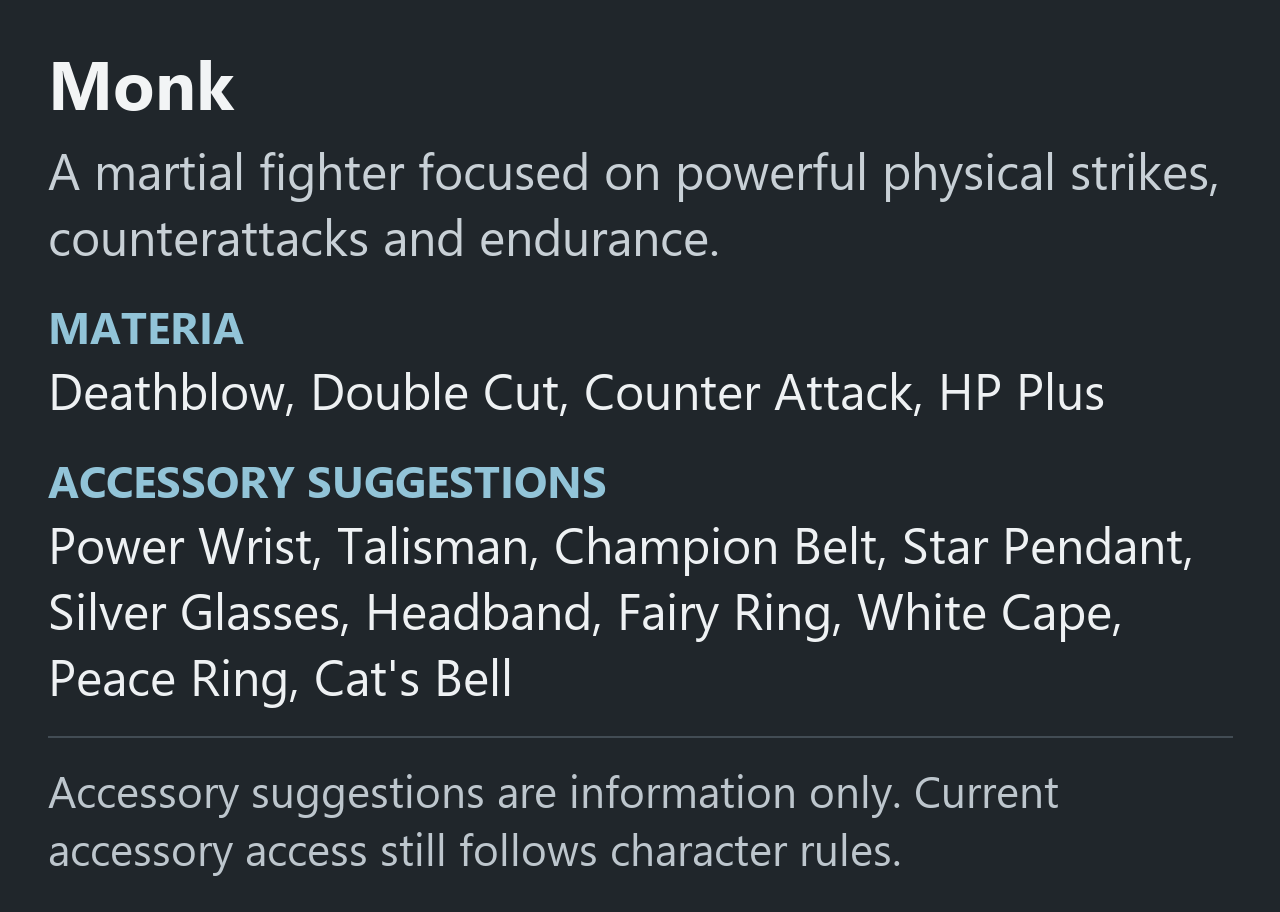 Monk
A martial fighter focused on powerful physical strikes,
counterattacks and endurance.
MATERIA
Deathblow, Double Cut, Counter Attack, HP Plus
ACCESSORY SUGGESTIONS
Power Wrist, Talisman, Champion Belt, Star Pendant,
Silver Glasses, Headband, Fairy Ring, White Cape,
Peace Ring, Cat's Bell
Accessory suggestions are information only. Current
accessory access still follows character rules.